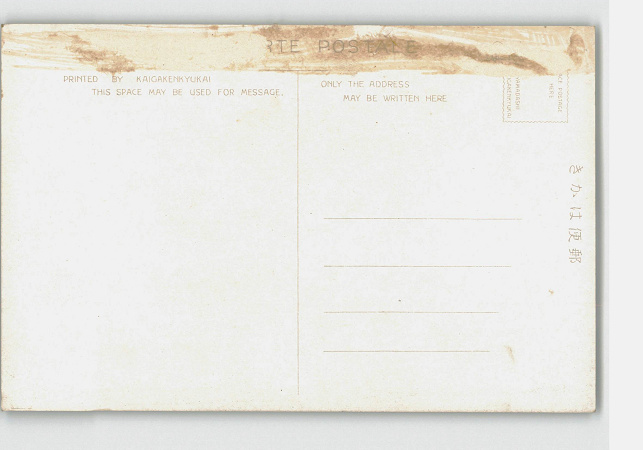 RTE POSTALE
PRINTED BY KAIGAKENKYUKAI
THIS SPACE MAY BE USED FOR MESSAGE.
ONLY THE ADDRESS
MAY BE WRITTEN HERE
きかは便郵